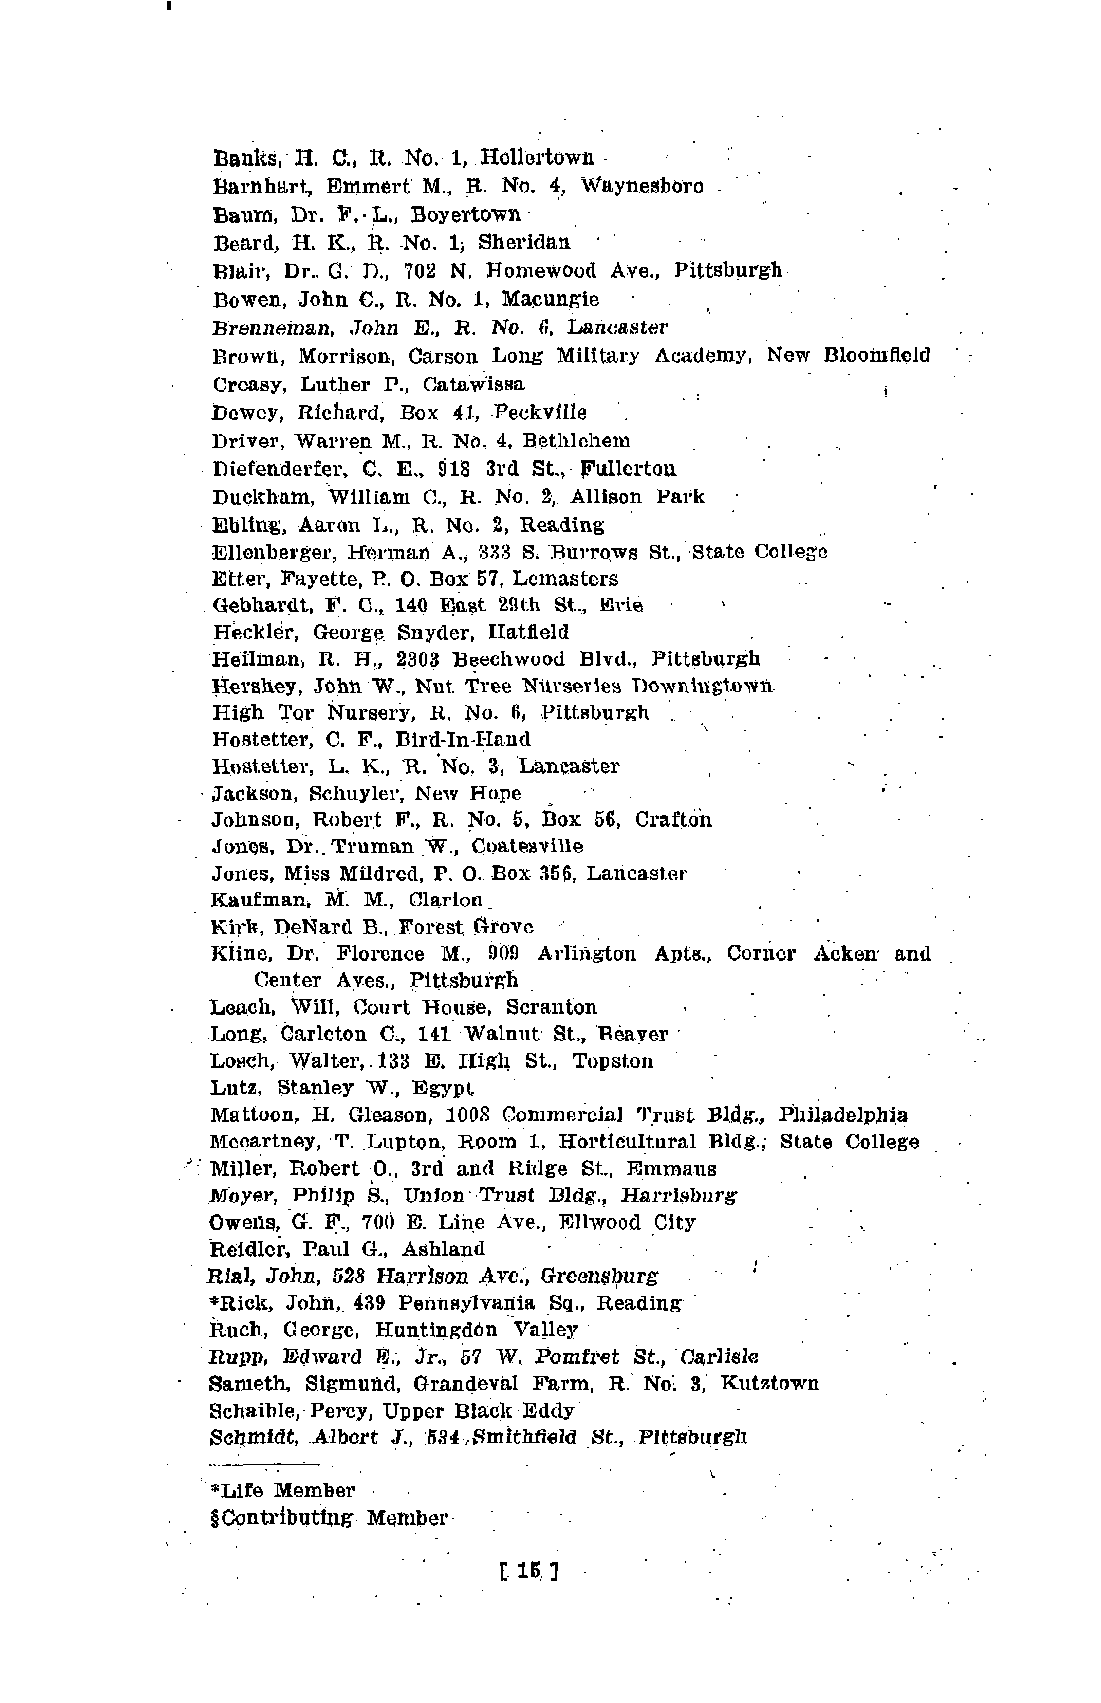 Banks, H. C., R. No. 1, Hellertown
Barnhart, Emmert M., R. No. 4, Waynesboro
Baum, Dr. F. L., Boyertown
Beard, H. K., R. No. 1, Sheridan
Blair, Dr. G. D., 702 N. Homewood Ave., Pittsburgh
Bowen, John C., R. No. 1, Macungie
Brenneman, John E., R. No. 6, Lancaster
Brown, Morrison, Carson Long Military Academy, New Bloomfield
Creasy, Luther P., Catawissa
Dewey, Richard, Box 41, Peckville
Driver, Warren M., R. No. 4, Bethlehem
Diefenderfer, C. E., 918 3rd St., Fullerton
Duckham, William C., R. No. 2, Allison Park
Ebling, Aaron L., R. No. 2, Reading
Ellenberger, Herman A., 333 S. Burrows St., State College
Etter, Fayette, P. O. Box 57, Lemasters
Gebhardt, F. C., 140 East 29th St., Erie
Heckler, George Snyder, Hatfield
Heilman, R. H., 2303 Beechwood Blvd., Pittsburgh
Hershey, John W., Nut Tree Nurseries Downingtown
High Tor Nursery, R. No. 6, Pittsburgh
Hostetter, C. F., Bird-In-Hand
Hostetter, L. K., R. No. 3, Lancaster
Jackson, Schuyler, New Hope
Johnson, Robert F., R. No. 5, Box 56, Crafton
Jones, Dr. Truman W., Coatesville
Jones, Miss Mildred, P. O. Box 356, Lancaster
Kaufman, M. M., Clarion
Kirk, DeNard B., Forest Grove
Kline, Dr. Florence M., 909 Arlington Apts., Corner Acken and
Center Aves., Pittsburgh
Leach, Will, Court House, Scranton
Long, Carleton C., 141 Walnut St., Beaver
Losch, Walter, 133 E. High St., Topston
Lutz, Stanley W., Egypt
Mattoon, H. Gleason, 1008 Commercial Trust Bldg., Philadelphia
Mccartney, T. Lupton, Room 1, Horticultural Bldg., State College
Miller, Robert O., 3rd and Ridge St., Emmaus
Moyer, Philip S., Union Trust Bldg., Harrisburg
Owens, G. F., 700 E. Line Ave., Ellwood City
Reidler, Paul G., Ashland
Rial, John, 528 Harrison Ave., Greensburg
*Rick, John, 439 Pennsylvania Sq., Reading
Ruch, George, Huntingdon Valley
Rupp, Edward E., Jr., 57 W. Pomfret St., Carlisle
Sameth, Sigmund, Grandeval Farm, R. No. 3, Kutztown
Schaible, Percy, Upper Black Eddy
Schmidt, Albert J., 534 Smithfield St., Pittsburgh
*Life Member
§Contributing Member
[ 15 ]